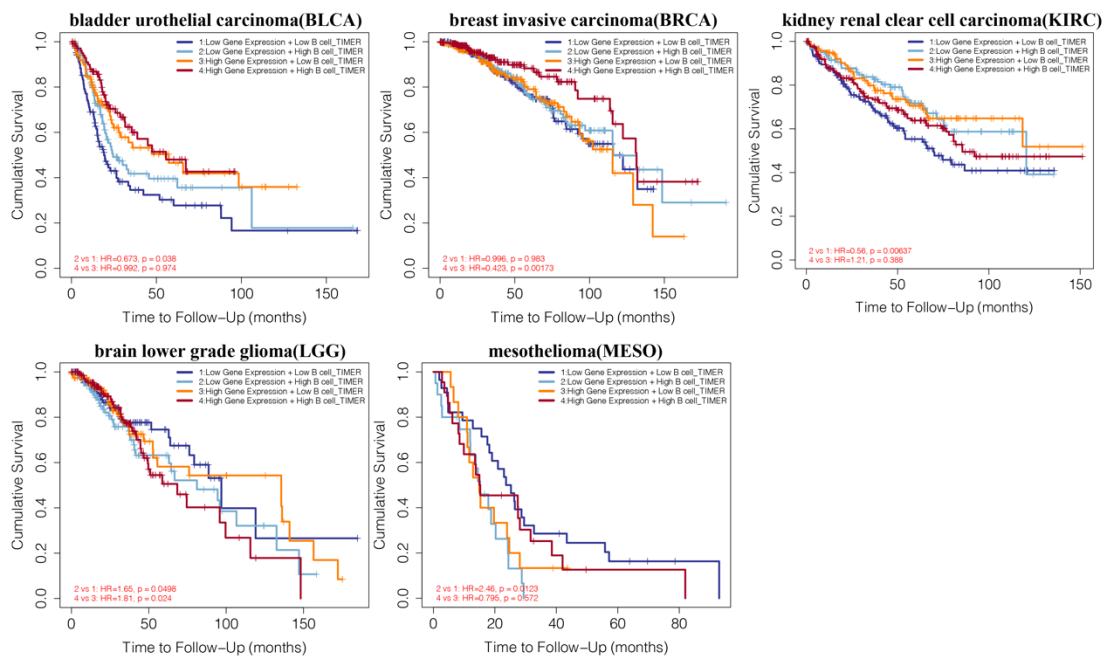 bladder urothelial carcinoma(BLCA)
1.0
0.8
0.6
0.4
0.2
0.0
Cumulative Survival
1:Low Gene Expression + Low B cell_TIMER
2:Low Gene Expression + High B cell_TIMER
3:High Gene Expression + Low B cell_TIMER
4:High Gene Expression + High B cell_TIMER
2 vs 1: HR=0.673, p = 0.038
4 vs 3: HR=0.992, p = 0.974
0 50 100 150
Time to Follow-Up (months)
breast invasive carcinoma(BRCA)
1.0
0.8
0.6
0.4
0.2
0.0
Cumulative Survival
1:Low Gene Expression + Low B cell_TIMER
2:Low Gene Expression + High B cell_TIMER
3:High Gene Expression + Low B cell_TIMER
4:High Gene Expression + High B cell_TIMER
2 vs 1: HR=0.996, p = 0.983
4 vs 3: HR=0.423, p = 0.00173
0 50 100 150
Time to Follow-Up (months)
kidney renal clear cell carcinoma(KIRC)
1.0
0.8
0.6
0.4
0.2
0.0
Cumulative Survival
1:Low Gene Expression + Low B cell_TIMER
2:Low Gene Expression + High B cell_TIMER
3:High Gene Expression + Low B cell_TIMER
4:High Gene Expression + High B cell_TIMER
2 vs 1: HR=0.56, p = 0.00637
4 vs 3: HR=1.21, p = 0.388
0 50 100 150
Time to Follow-Up (months)
brain lower grade glioma(LGG)
1.0
0.8
0.6
0.4
0.2
0.0
Cumulative Survival
1:Low Gene Expression + Low B cell_TIMER
2:Low Gene Expression + High B cell_TIMER
3:High Gene Expression + Low B cell_TIMER
4:High Gene Expression + High B cell_TIMER
2 vs 1: HR=1.65, p = 0.0498
4 vs 3: HR=1.81, p = 0.024
0 50 100 150
Time to Follow-Up (months)
mesothelioma(MESO)
1.0
0.8
0.6
0.4
0.2
0.0
Cumulative Survival
1:Low Gene Expression + Low B cell_TIMER
2:Low Gene Expression + High B cell_TIMER
3:High Gene Expression + Low B cell_TIMER
4:High Gene Expression + High B cell_TIMER
2 vs 1: HR=2.46, p = 0.0123
4 vs 3: HR=0.795, p = 0.572
0 20 40 60 80
Time to Follow-Up (months)